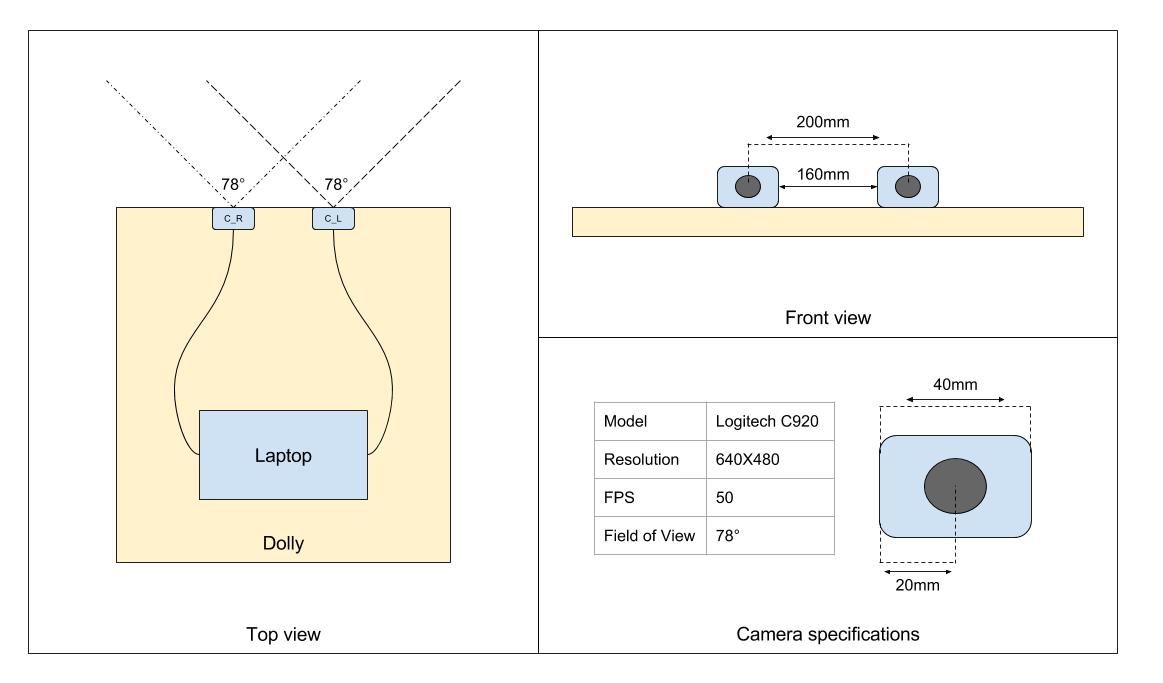 78°
78°
C_R
C_L
Laptop
Dolly
Top view
200mm
160mm
Front view
Model Logitech C920
Resolution 640X480
FPS 50
Field of View 78°
40mm
20mm
Camera specifications